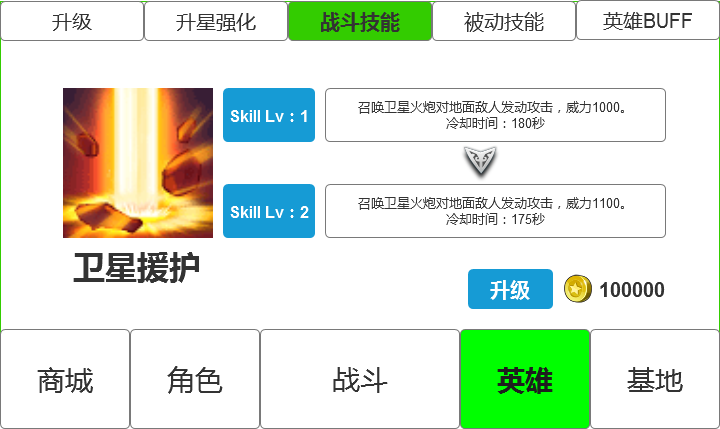 升级
升星强化
战斗技能
被动技能
英雄BUFF
Skill Lv：1
召唤卫星火炮对地面敌人发动攻击，威力1000。
冷却时间：180秒
Skill Lv：2
召唤卫星火炮对地面敌人发动攻击，威力1100。
冷却时间：175秒
卫星援护
升级
100000
商城
角色
战斗
英雄
基地